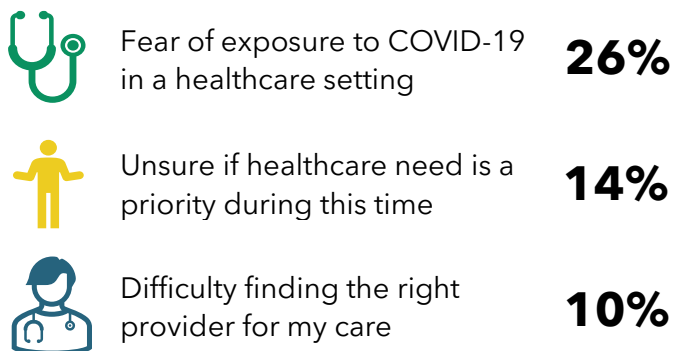 Fear of exposure to COVID-19
in a healthcare setting
26%
Unsure if healthcare need is a
priority during this time
14%
Difficulty finding the right
provider for my care
10%